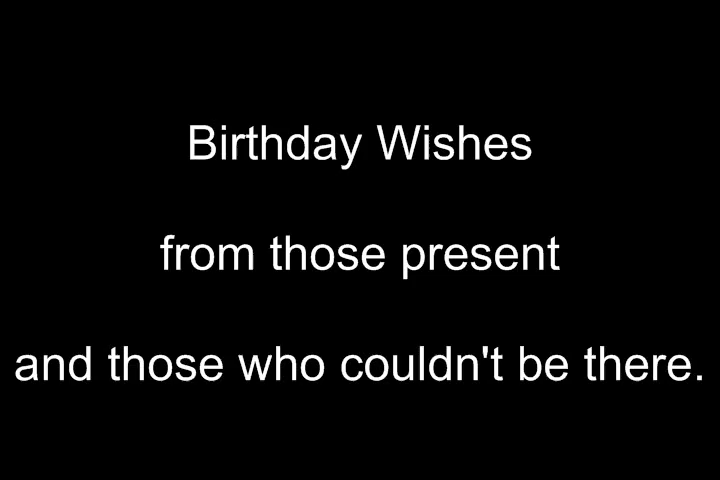 Birthday Wishes
from those present
and those who couldn't be there.